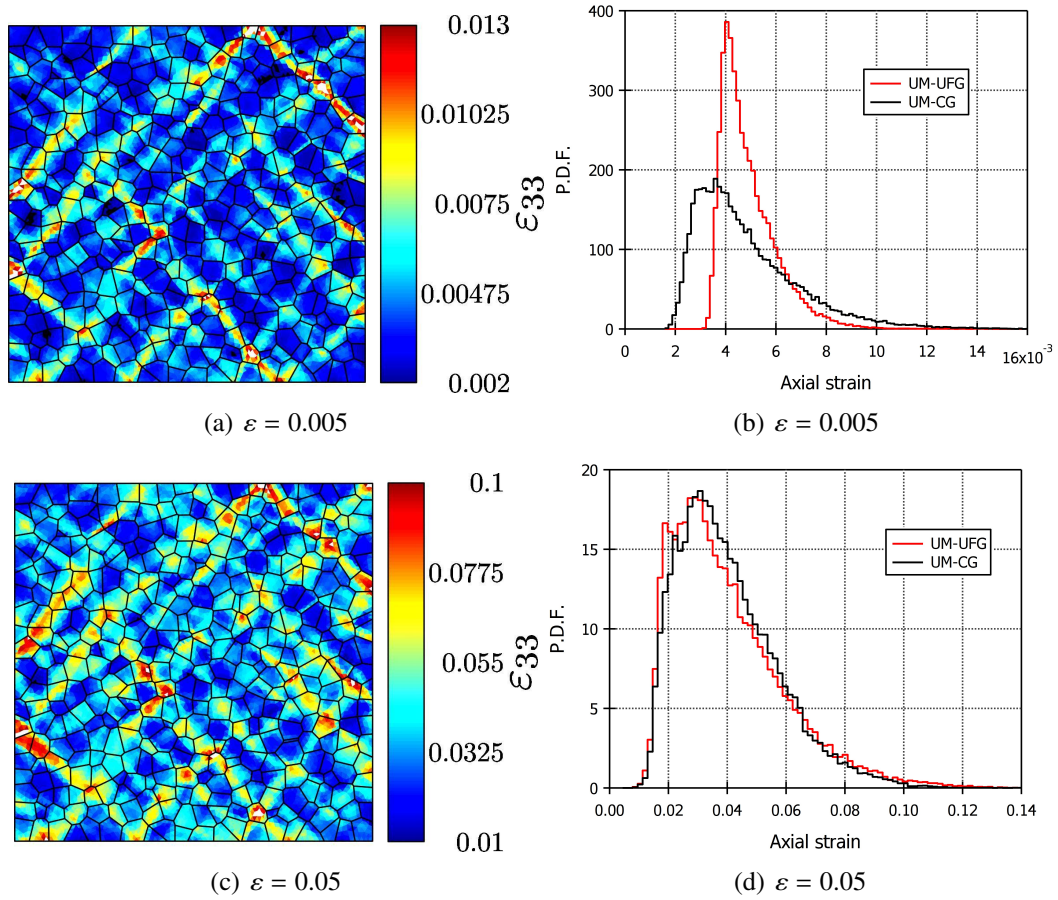 0.013
0.01025
0.0075
0.00475
0.002
ε33
(a) ε = 0.005
400
300
200
100
0
P.D.F.
UM-UFG
UM-CG
0 2 4 6 8 10 12 16x10-3
Axial strain
(b) ε = 0.005
0.1
0.0775
0.055
0.0325
0.01
ε33
(c) ε = 0.05
20
15
10
5
0
P.D.F.
UM-UFG
UM-CG
0.00 0.02 0.04 0.06 0.08 0.10 0.12 0.14
Axial strain
(d) ε = 0.05